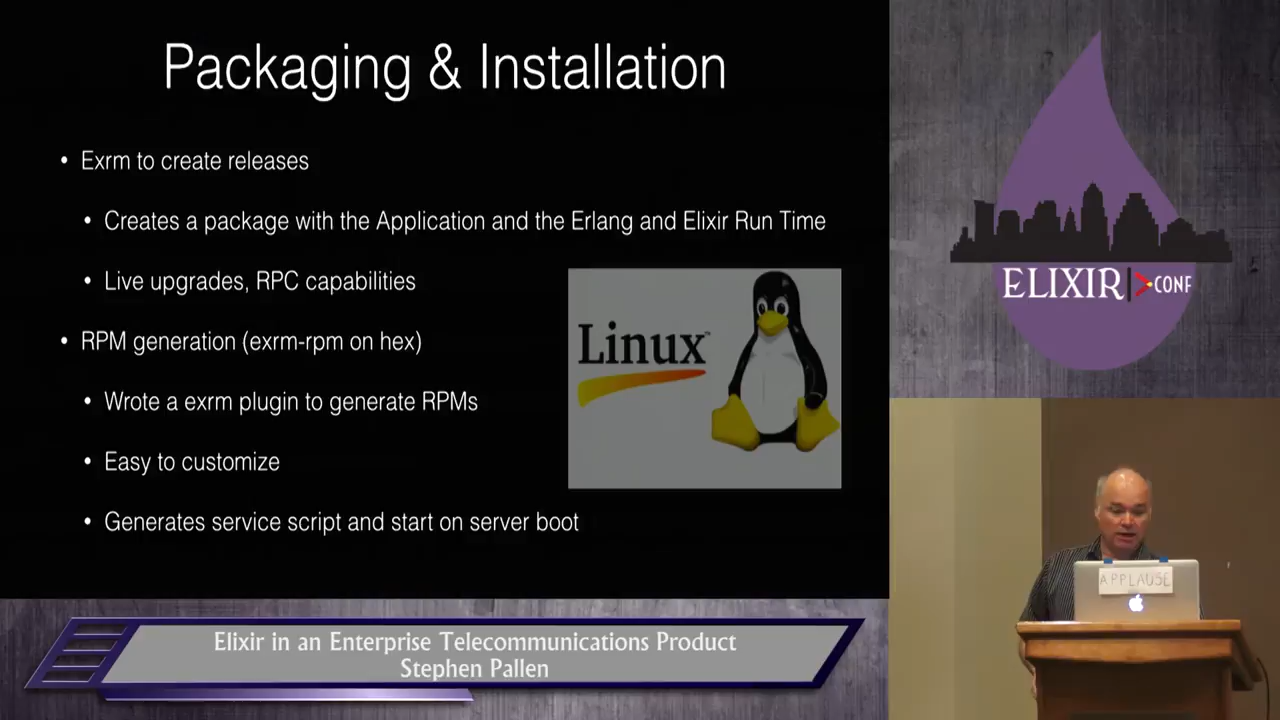 Packaging & Installation
• Exrm to create releases
• Creates a package with the Application and the Erlang and Elixir Run Time
• Live upgrades, RPC capabilities
• RPM generation (exrm-rpm on hex)
• Wrote a exrm plugin to generate RPMs
• Easy to customize
• Generates service script and start on server boot
Linux™
ELIXIR
CONF
APPLAUSE
Elixir in an Enterprise Telecommunications Product
Stephen Pallen